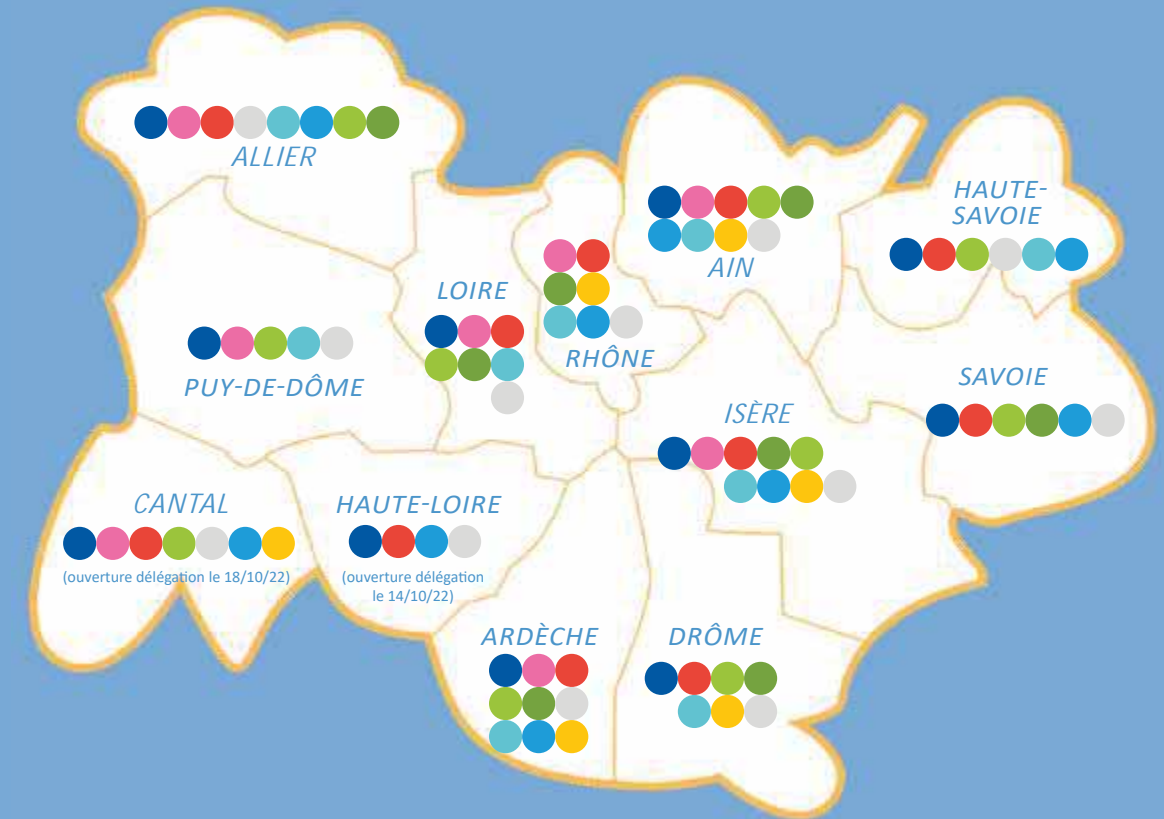 ALLIER
HAUTE-
SAVOIE
AIN
LOIRE
RHÔNE
PUY-DE-DÔME
SAVOIE
ISÈRE
CANTAL
(ouverture délégation le 18/10/22)
HAUTE-LOIRE
(ouverture délégation
le 14/10/22)
ARDÈCHE
DRÔME